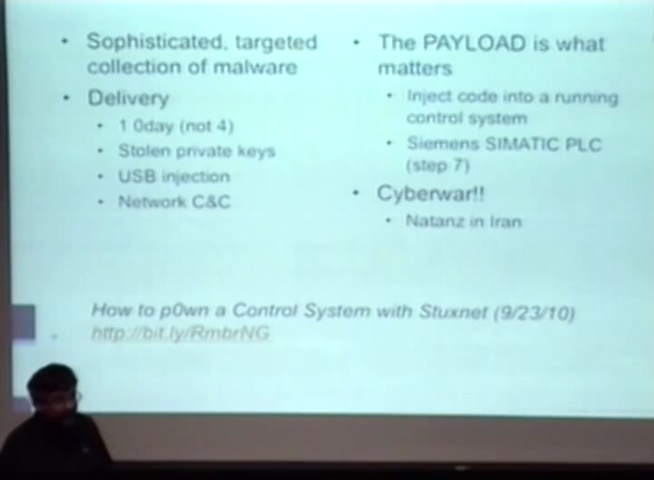 Sophisticated, targeted
collection of malware
Delivery
1 0day (not 4)
Stolen private keys
USB injection
Network C&C
The PAYLOAD is what
matters
Inject code into a running
control system
Siemens SIMATIC PLC
(step 7)
Cyberwar!!
Natanz in Iran
How to p0wn a Control System with Stuxnet (9/23/10)
http://bit.ly/RmbrNG